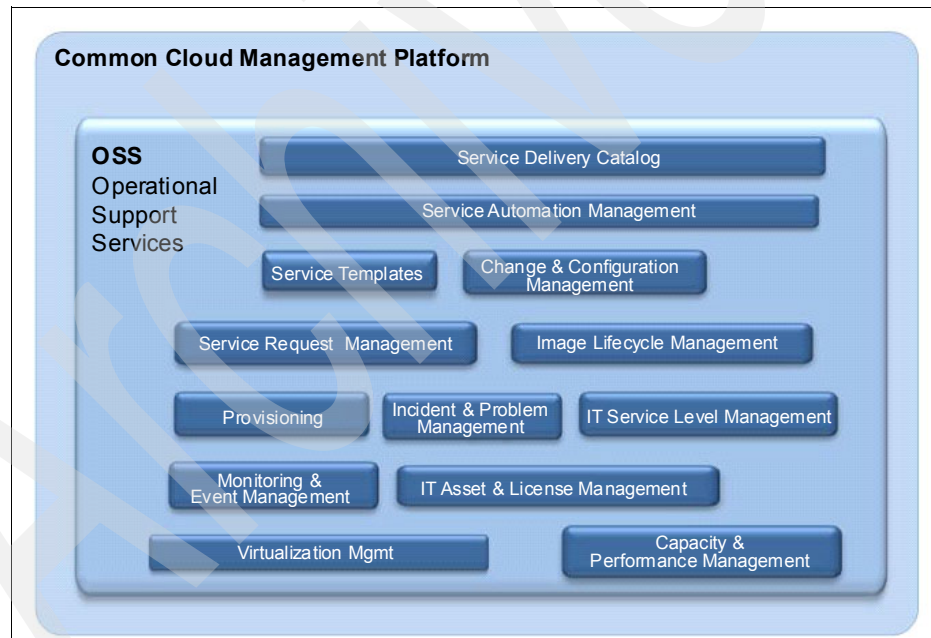 Common Cloud Management Platform
OSS
Operational
Support
Services
Service Delivery Catalog
Service Automation Management
Service Templates
Change & Configuration
Management
Service Request Management
Image Lifecycle Management
Provisioning
Incident & Problem
Management
IT Service Level Management
Monitoring &
Event Management
IT Asset & License Management
Virtualization Mgmt
Capacity &
Performance Management